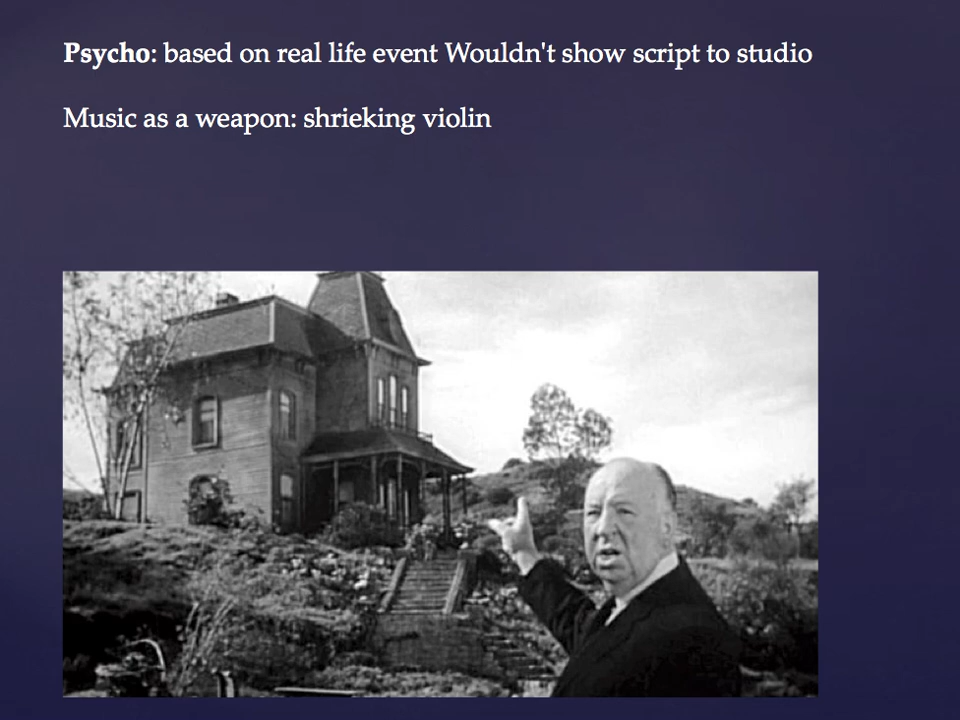 Psycho: based on real life event Wouldn't show script to studio
Music as a weapon: shrieking violin